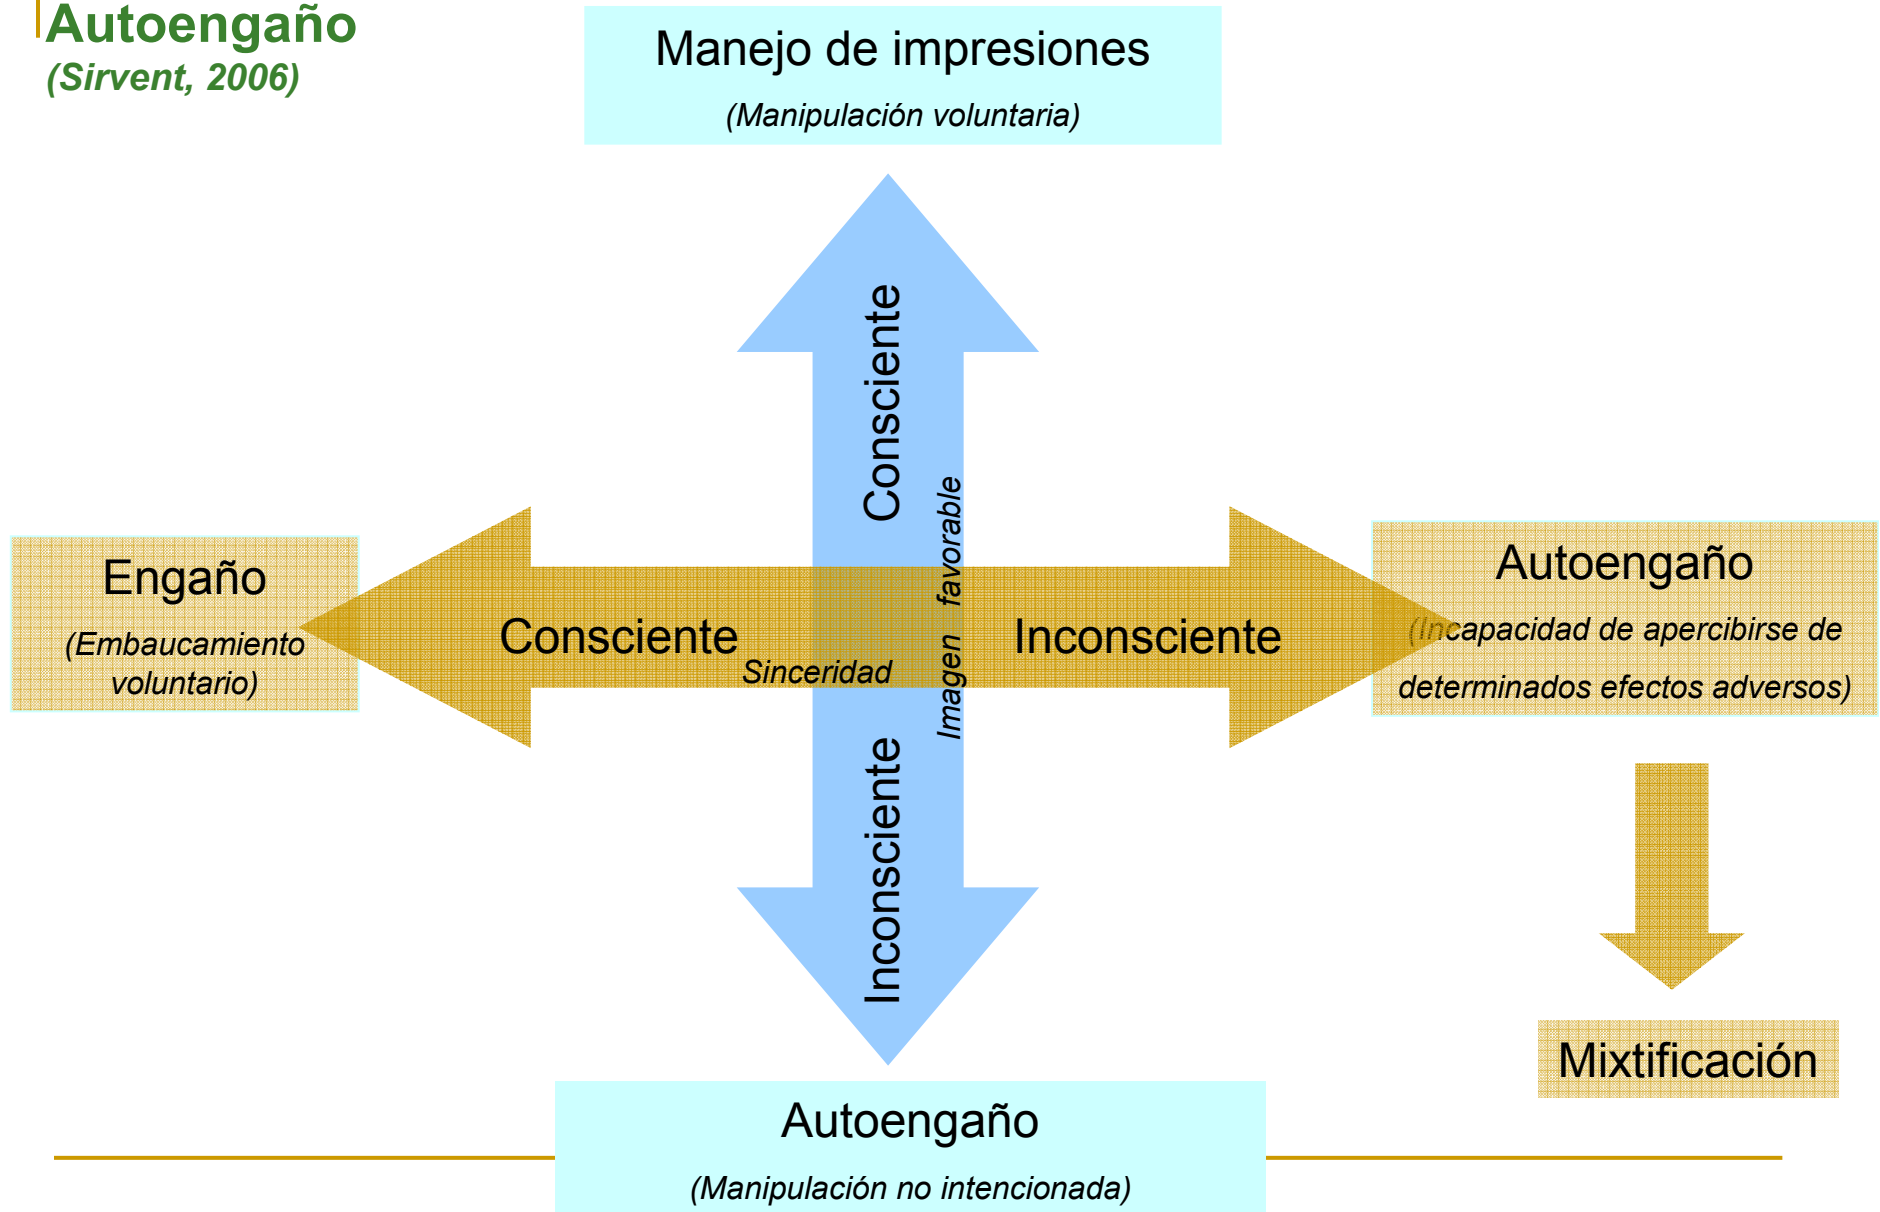 Autoengaño
(Sirvent, 2006)
Manejo de impresiones
(Manipulación voluntaria)
Consciente
Imagen favorable
Engaño
(Embaucamiento
voluntario)
Consciente
Sinceridad
Inconsciente
Autoengaño
(Incapacidad de apercibirse de
determinados efectos adversos)
Inconsciente
Mixtificación
Autoengaño
(Manipulación no intencionada)